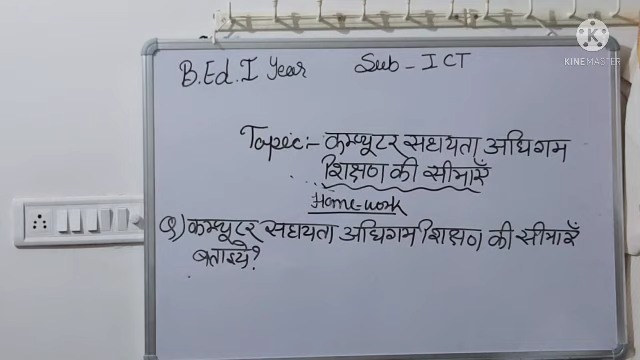 KINEMASTER
B.Ed. I Year Sub - ICT
Topic:- कम्प्यूटर सहायता अधिगम
शिक्षण की सीमाएँ
Home-work
Q) कम्प्यूटर सहायता अधिगम शिक्षण की सीमाएँ
बताइये?